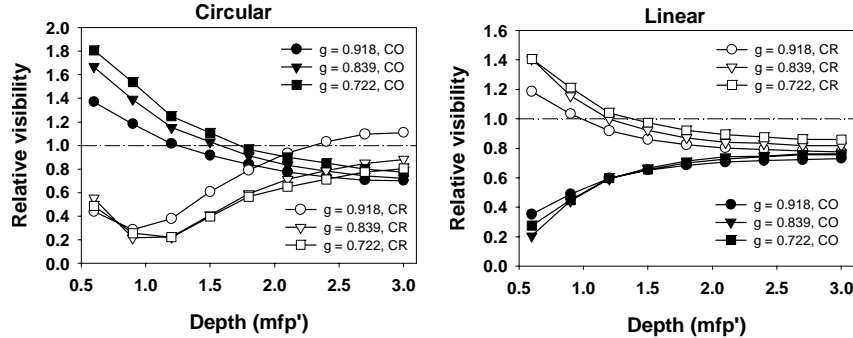 Circular
Relative visibility
2.0
1.8
1.6
1.4
1.2
1.0
0.8
0.6
0.4
0.2
0.0
g = 0.918, CO
g = 0.839, CO
g = 0.722, CO
g = 0.918, CR
g = 0.839, CR
g = 0.722, CR
0.5 1.0 1.5 2.0 2.5 3.0
Depth (mfp')
Linear
Relative visibility
1.6
1.4
1.2
1.0
0.8
0.6
0.4
0.2
0.0
g = 0.918, CR
g = 0.839, CR
g = 0.722, CR
g = 0.918, CO
g = 0.839, CO
g = 0.722, CO
0.5 1.0 1.5 2.0 2.5 3.0
Depth (mfp')